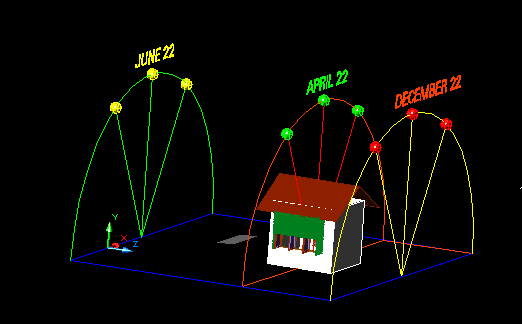 JUNE 22
APRIL 22
DECEMBER 22
Y
X
Z